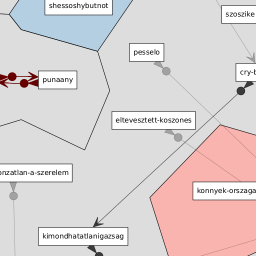 shessoshybutnot
szoszike
pesselo
cry-b
punaany
eltevesztett-koszones
onzatlan-a-szerelem
konnyek-orszaga
kimondhatatlanigazsag